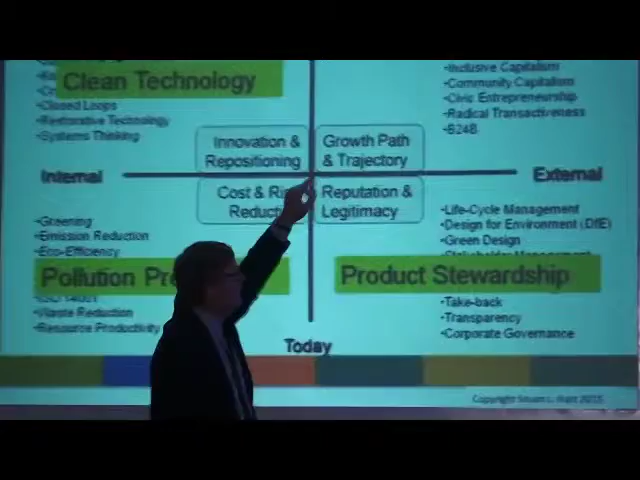 Clean Technology
•Closed Loops
•Restorative Technology
•Systems Thinking
•Inclusive Capitalism
•Community Capitalism
•Civic Entrepreneurship
•Radical Transactiveness
•B24B
Innovation &
Repositioning
Growth Path
& Trajectory
Internal
External
Cost &
Reputation &
Legitimacy
•Greening
•Emission Reduction
•Eco-Efficiency
Pollution
•Waste Reduction
•Resource Productivity
•Life-Cycle Management
•Design for Environment (DfE)
•Green Design
Product Stewardship
•Take-back
•Transparency
•Corporate Governance
Today
Copyright Stuart L. Hart